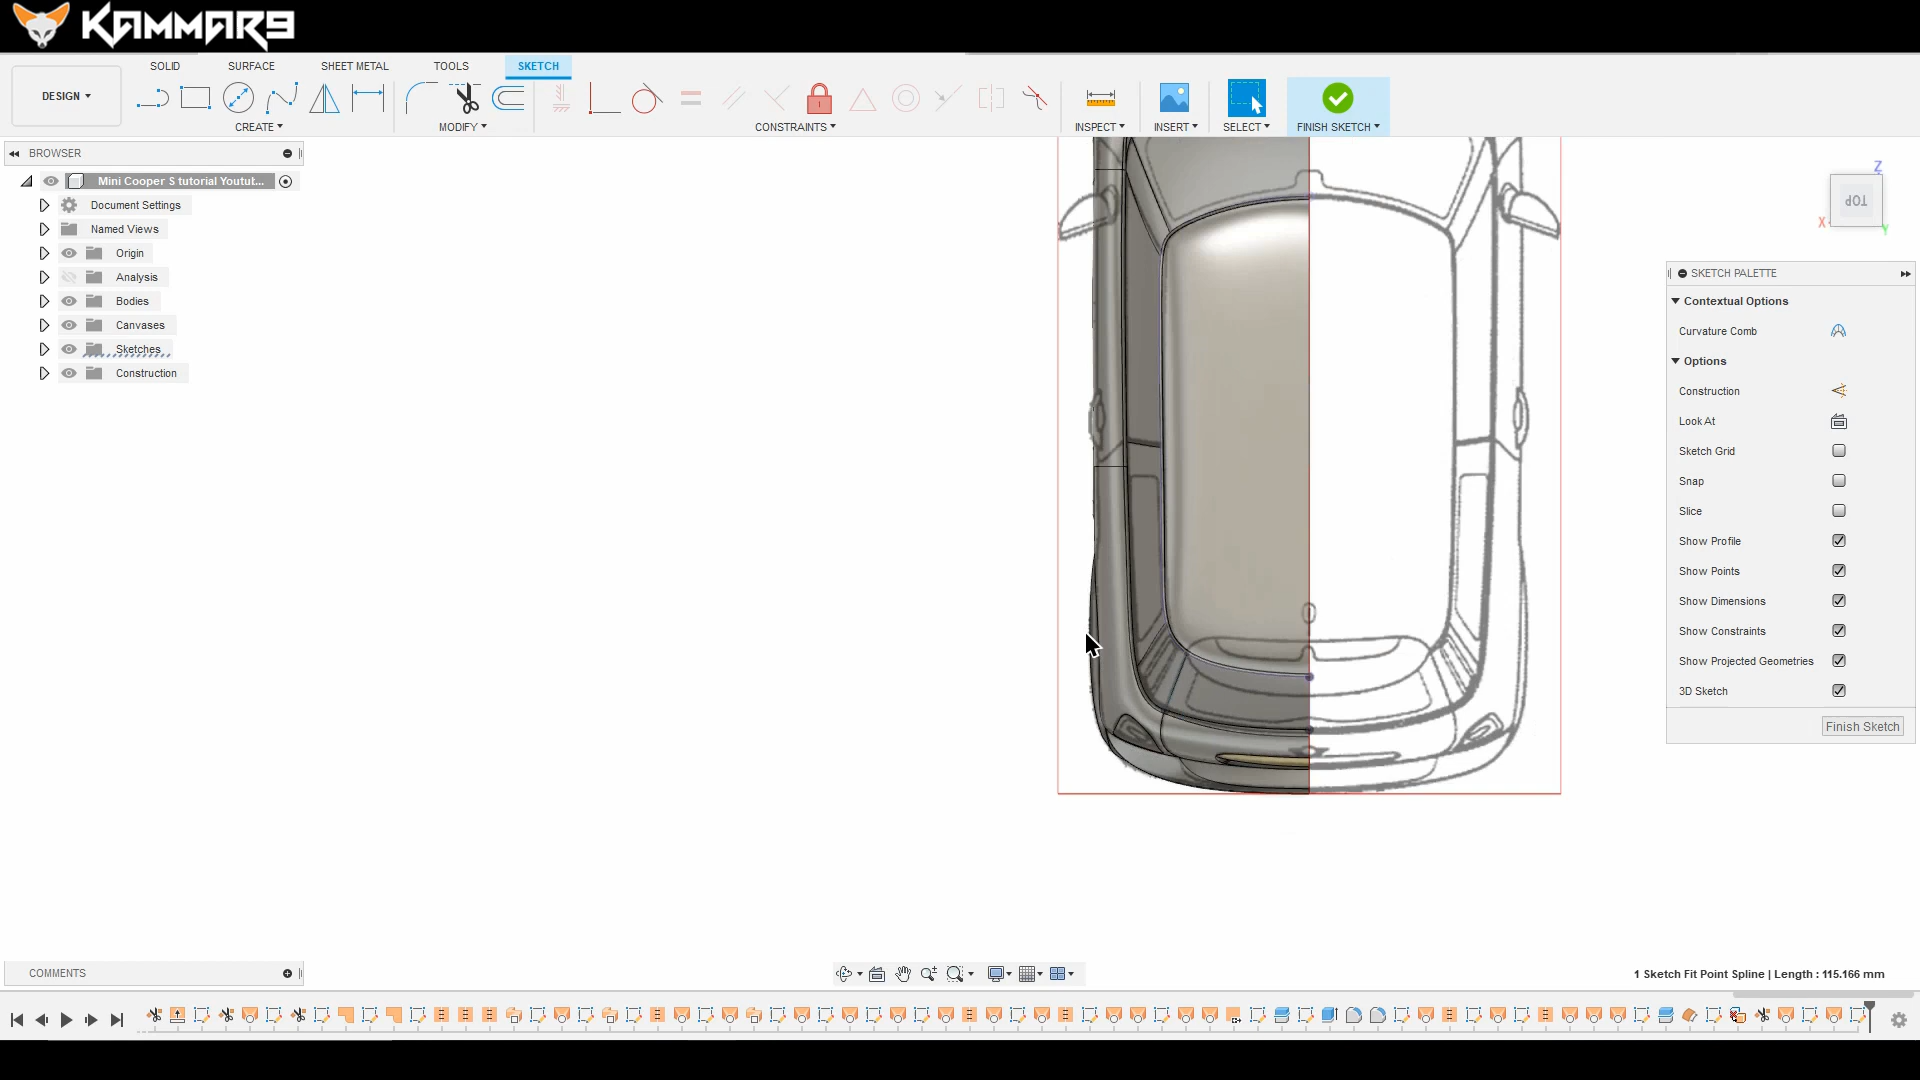 KAMMAR9
SOLID SURFACE SHEET METAL TOOLS SKETCH
DESIGN
CREATE MODIFY CONSTRAINTS INSPECT INSERT SELECT FINISH SKETCH
BROWSER
Mini Cooper S tutorial Youtut...
Document Settings
Named Views
Origin
Analysis
Bodies
Canvases
Sketches
Construction
Z
TOP
X
Y
SKETCH PALETTE
Contextual Options
Curvature Comb
Options
Construction
Look At
Sketch Grid
Snap
Slice
Show Profile
Show Points
Show Dimensions
Show Constraints
Show Projected Geometries
3D Sketch
Finish Sketch
COMMENTS
1 Sketch Fit Point Spline | Length : 115.166 mm